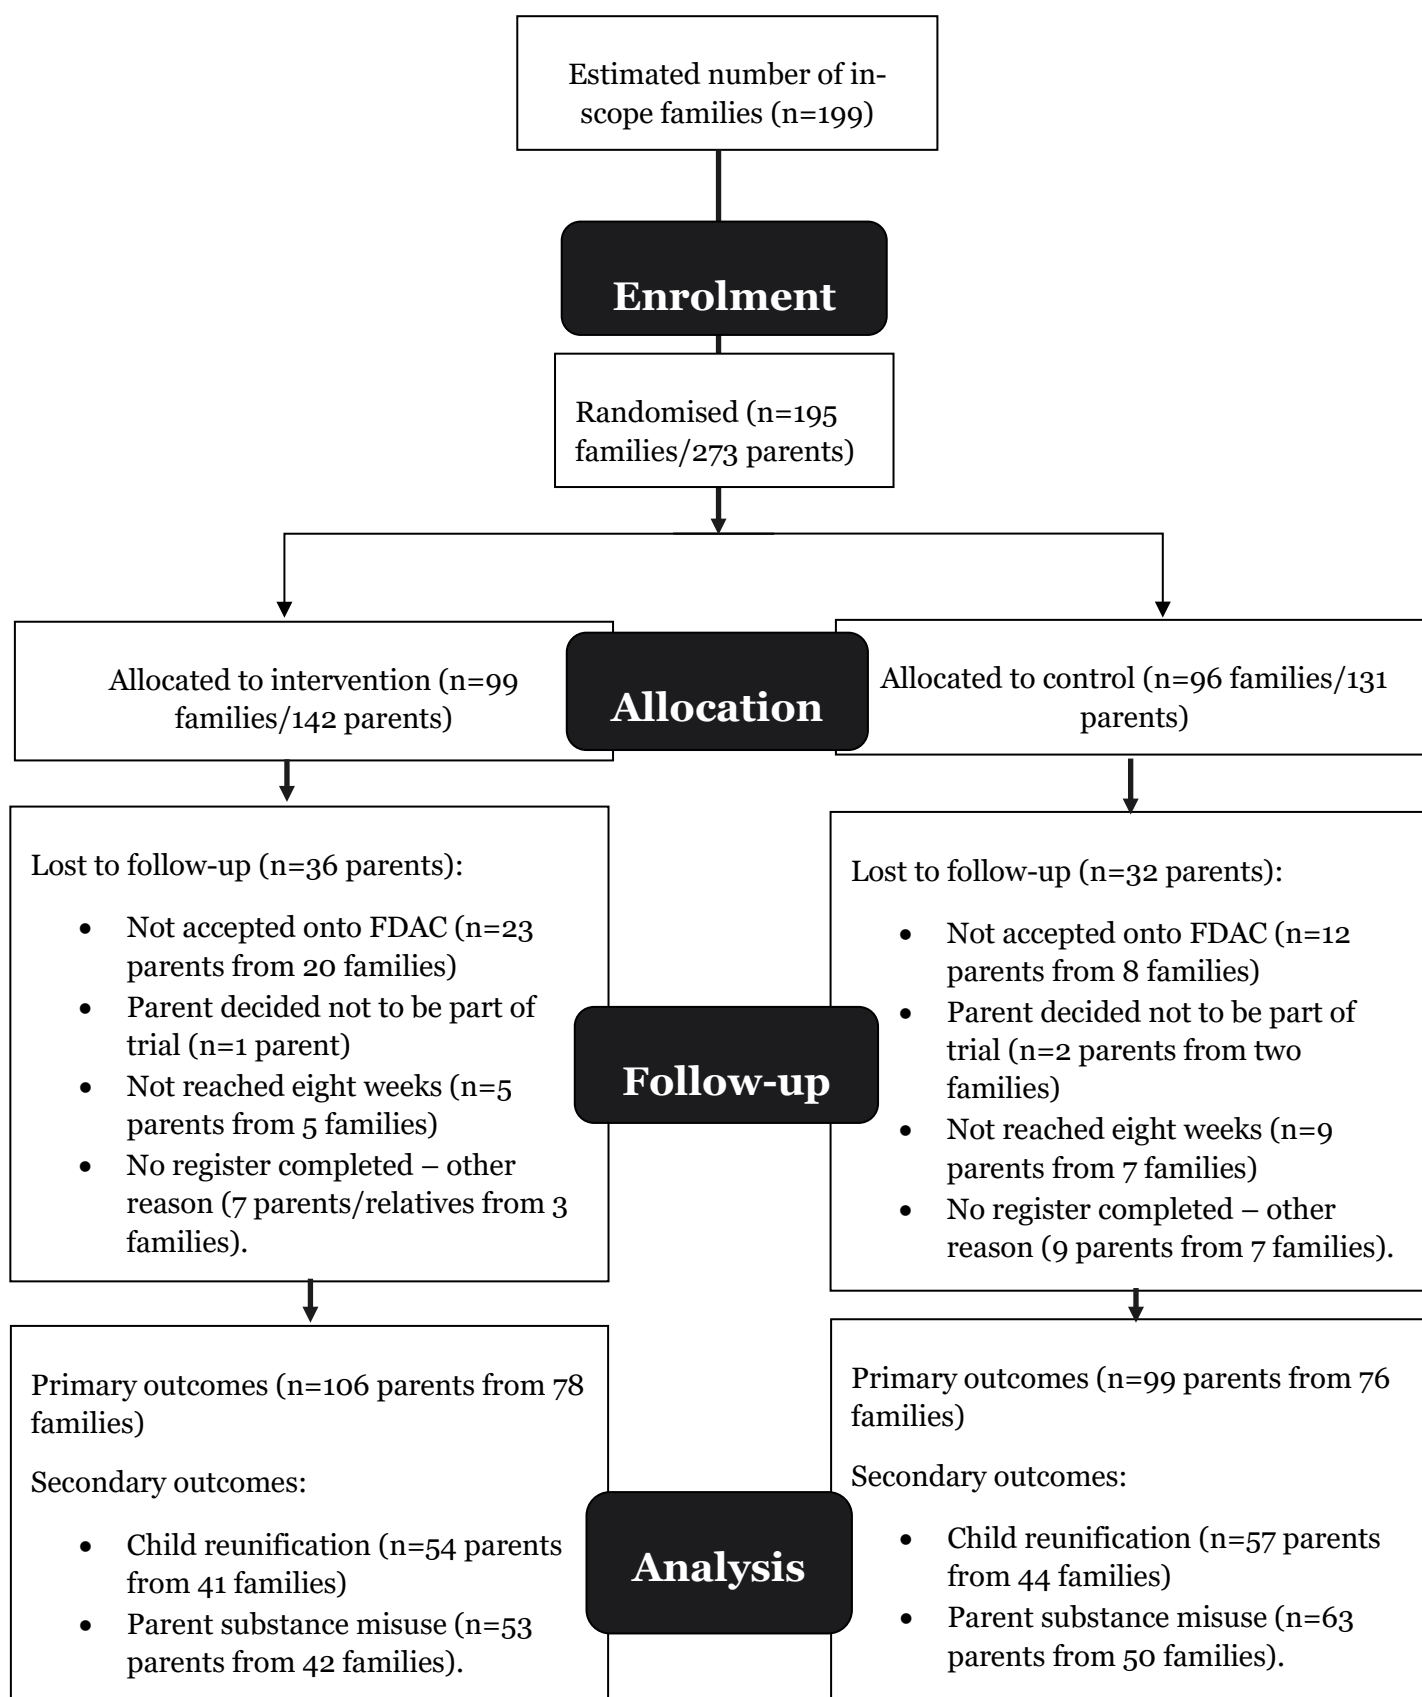 Estimated number of in-
scope families (n=199)
Enrolment
Randomised (n=195
families/273 parents)
Allocated to intervention (n=99
families/142 parents)
Allocation
Allocated to control (n=96 families/131
parents)
Lost to follow-up (n=36 parents):
• Not accepted onto FDAC (n=23
parents from 20 families)
• Parent decided not to be part of
trial (n=1 parent)
• Not reached eight weeks (n=5
parents from 5 families)
• No register completed – other
reason (7 parents/relatives from 3
families).
Follow-up
Lost to follow-up (n=32 parents):
• Not accepted onto FDAC (n=12
parents from 8 families)
• Parent decided not to be part of
trial (n=2 parents from two
families)
• Not reached eight weeks (n=9
parents from 7 families)
• No register completed – other
reason (9 parents from 7 families).
Primary outcomes (n=106 parents from 78
families)
Secondary outcomes:
• Child reunification (n=54 parents
from 41 families)
• Parent substance misuse (n=53
parents from 42 families).
Analysis
Primary outcomes (n=99 parents from 76
families)
Secondary outcomes:
• Child reunification (n=57 parents
from 44 families)
• Parent substance misuse (n=63
parents from 50 families).